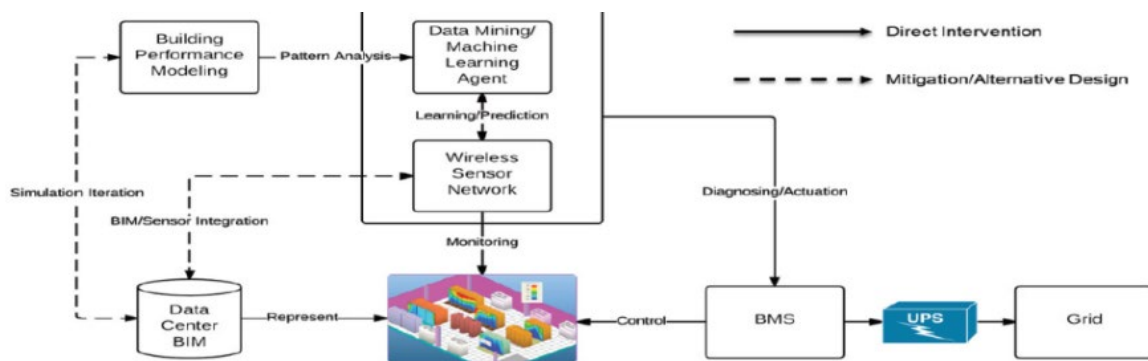 Building
Performance
Modeling
Pattern Analysis
Data Mining/
Machine
Learning
Agent
Direct Intervention
Mitigation/Alternative Design
Learning/Prediction
Wireless
Sensor
Network
Simulation Iteration
BIM/Sensor Integration
Diagnosing/Actuation
Monitoring
Data
Center
BIM
Represent
Control
BMS
UPS
Grid